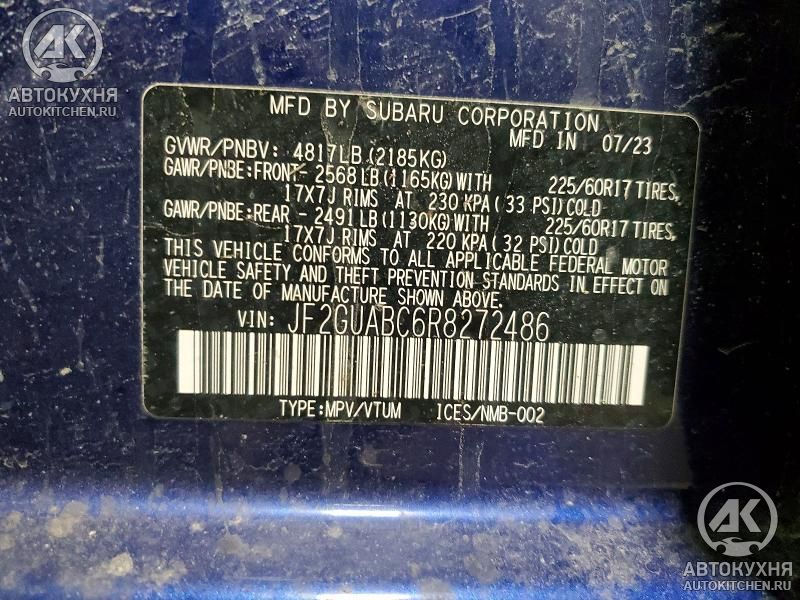 AK
АВТОКУХНЯ
AUTOKITCHEN.RU
MFD BY SUBARU CORPORATION
MFD IN 07/23
GVWR/PNBV: 4817LB (2185KG)
GAWR/PNBE:FRONT- 2568 LB (1165KG) WITH 225/60R17 TIRES,
17X7J RIMS AT 230 KPA ( 33 PSI) COLD
GAWR/PNBE:REAR - 2491 LB (1130KG) WITH 225/60R17 TIRES,
17X7J RIMS AT 220 KPA ( 32 PSI) COLD
THIS VEHICLE CONFORMS TO ALL APPLICABLE FEDERAL MOTOR
VEHICLE SAFETY AND THEFT PREVENTION STANDARDS IN EFFECT ON
THE DATE OF MANUFACTURE SHOWN ABOVE.
VIN: JF2GUABC6R8272486
TYPE:MPV/VTUM ICES/NMB-002
AK
АВТОКУХНЯ
AUTOKITCHEN.RU